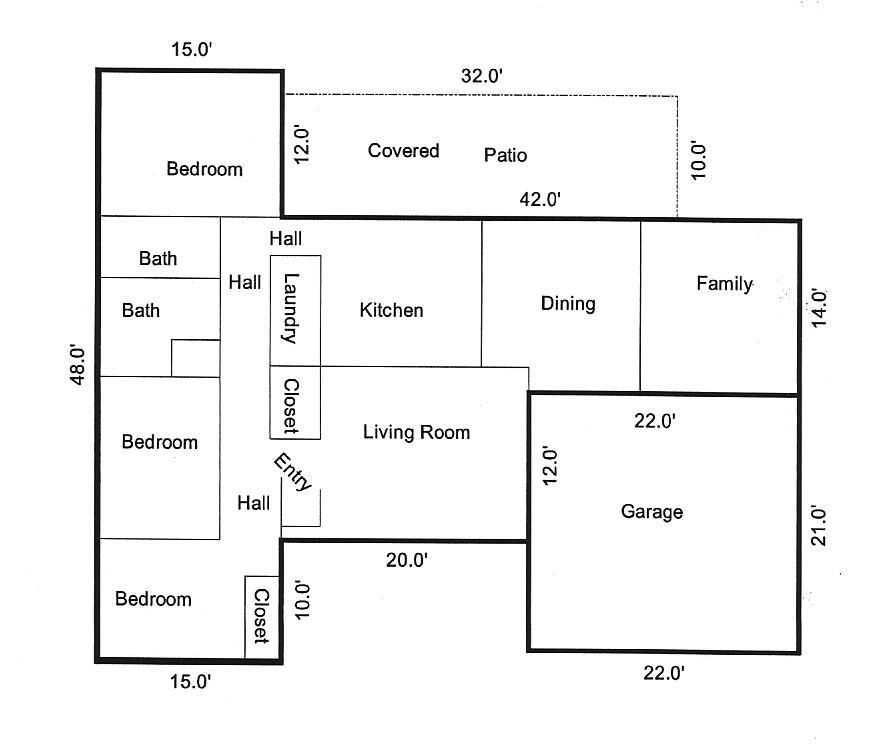 15.0'
32.0'
12.0'
Covered Patio
10.0'
Bedroom
42.0'
Hall
Bath
Hall
Laundry
Kitchen
Dining
Family
14.0'
Bath
48.0'
Closet
Living Room
22.0'
Bedroom
Entry
12.0'
Hall
Garage
21.0'
20.0'
Bedroom
Closet
10.0'
15.0'
22.0'